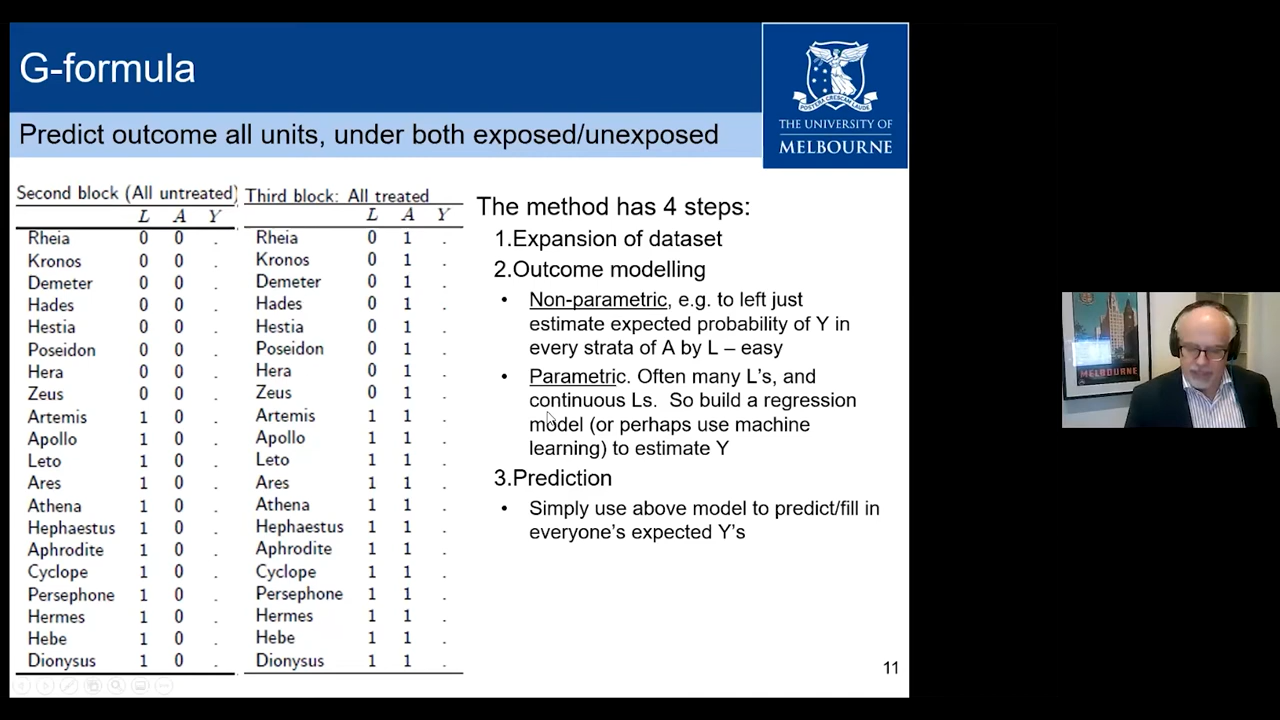 G-formula
Predict outcome all units, under both exposed/unexposed
POSTERA CRESCAM LAUDE
THE UNIVERSITY OF
MELBOURNE
Second block (All untreated)
L A Y
Rheia 0 0 .
Kronos 0 0 .
Demeter 0 0 .
Hades 0 0 .
Hestia 0 0 .
Poseidon 0 0 .
Hera 0 0 .
Zeus 0 0 .
Artemis 1 0 .
Apollo 1 0 .
Leto 1 0 .
Ares 1 0 .
Athena 1 0 .
Hephaestus 1 0 .
Aphrodite 1 0 .
Cyclope 1 0 .
Persephone 1 0 .
Hermes 1 0 .
Hebe 1 0 .
Dionysus 1 0 .
Third block: All treated
L A Y
Rheia 0 1 .
Kronos 0 1 .
Demeter 0 1 .
Hades 0 1 .
Hestia 0 1 .
Poseidon 0 1 .
Hera 0 1 .
Zeus 0 1 .
Artemis 1 1 .
Apollo 1 1 .
Leto 1 1 .
Ares 1 1 .
Athena 1 1 .
Hephaestus 1 1 .
Aphrodite 1 1 .
Cyclope 1 1 .
Persephone 1 1 .
Hermes 1 1 .
Hebe 1 1 .
Dionysus 1 1 .
The method has 4 steps:
1.Expansion of dataset
2.Outcome modelling
• Non-parametric, e.g. to left just
estimate expected probability of Y in
every strata of A by L – easy
• Parametric. Often many L's, and
continuous Ls. So build a regression
model (or perhaps use machine
learning) to estimate Y
3.Prediction
• Simply use above model to predict/fill in
everyone's expected Y's
11
MELBOURNE